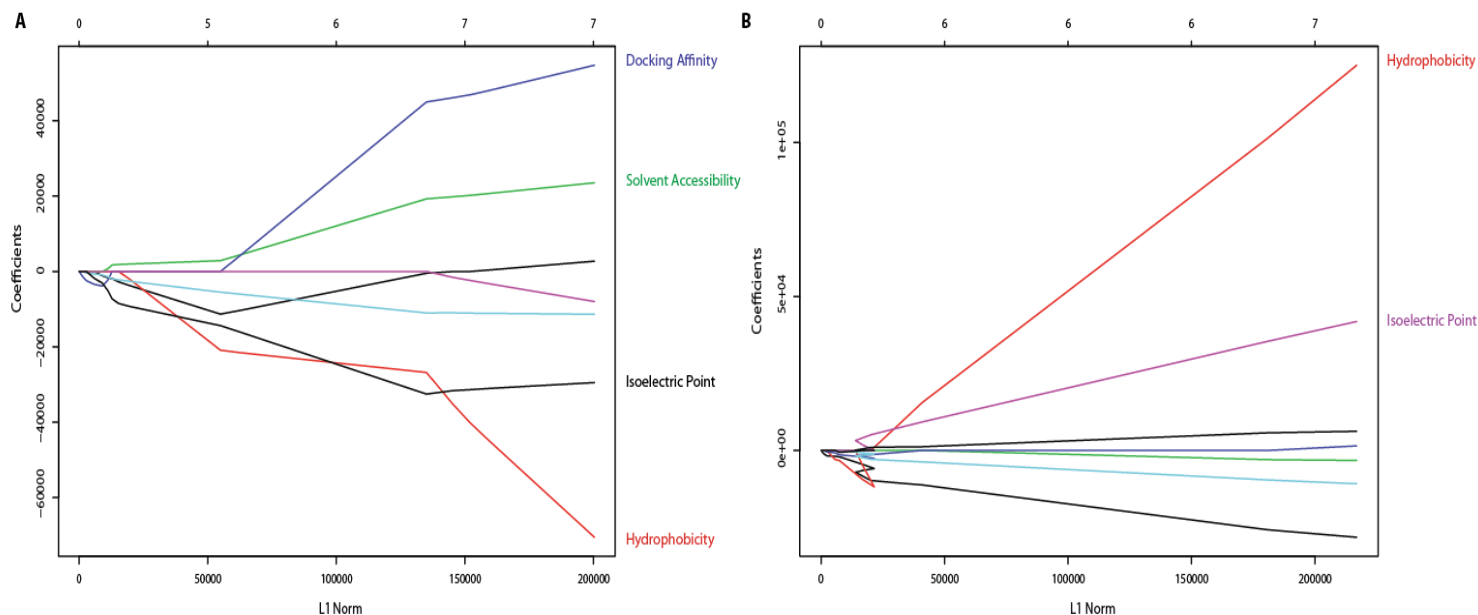 A
0 5 6 7 7
Docking Affinity
Solvent Accessibility
Isoelectric Point
Hydrophobicity
Coefficients
40000
20000
0
−20000
−40000
−60000
0 50000 100000 150000 200000
L1 Norm
B
0 6 6 6 7
Hydrophobicity
Isoelectric Point
Coefficients
1e+05
5e+04
0e+00
0 50000 100000 150000 200000
L1 Norm